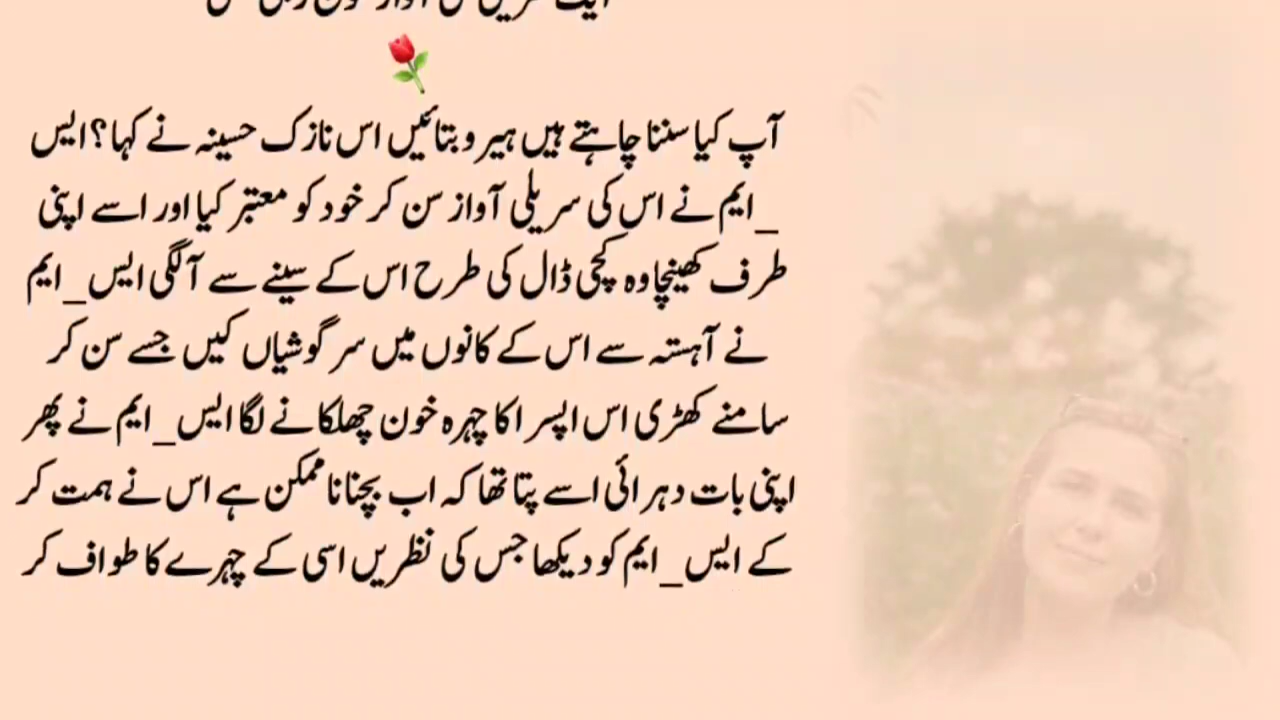 آپ کیا سننا چاہتے ہیں ہیرو بتائیں اس نازک حسینہ نے کہا؟ ایس
_ایم نے اس کی سریلی آواز سن کر خود کو معتبر کیا اور اسے اپنی
طرف کھینچا وہ کچی ڈال کی طرح اس کے سینے سے آ لگی ایس_ایم
نے آہستہ سے اس کے کانوں میں سرگوشیاں کیں جسے سن کر
سامنے کھڑی اس اپسرا کا چہرہ خون چھلکانے لگا ایس_ایم نے پھر
اپنی بات دہرائی اسے پتا تھا کہ اب بچنا ناممکن ہے اس نے ہمت کر
کے ایس_ایم کو دیکھا جس کی نظریں اسی کے چہرے کا طواف کر